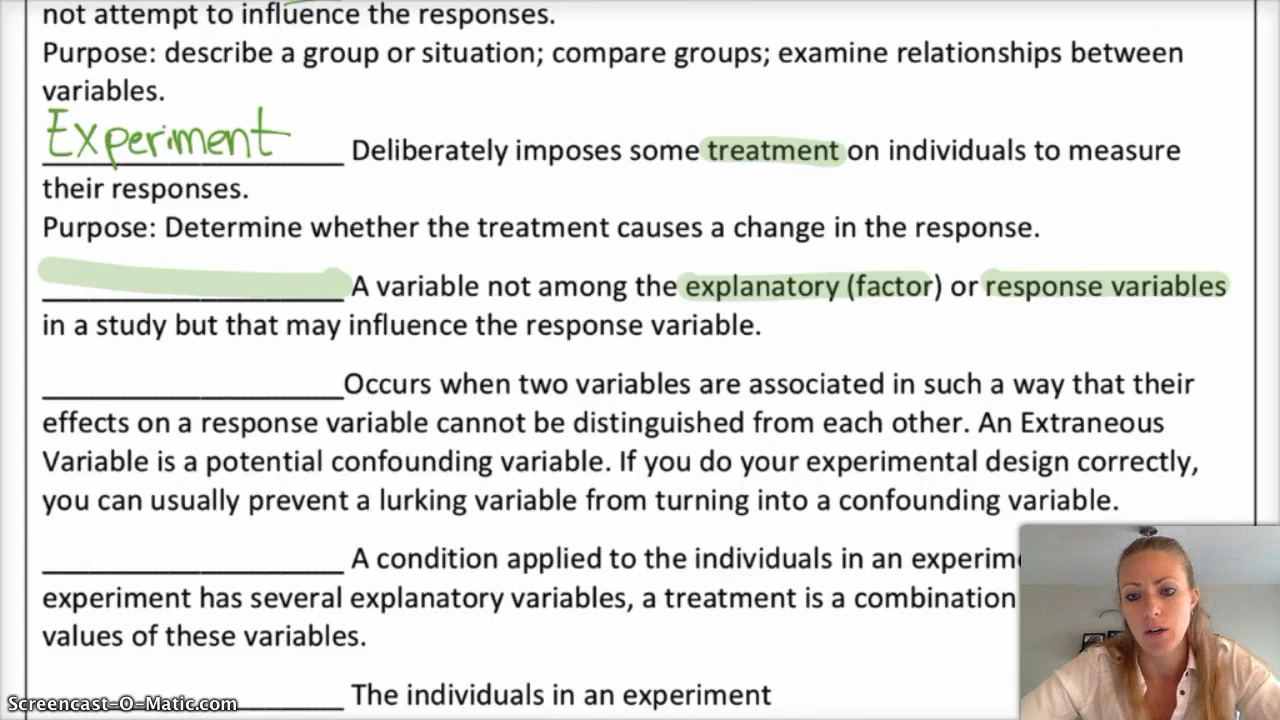 not attempt to influence the responses.
Purpose: describe a group or situation; compare groups; examine relationships between
variables.
Experiment Deliberately imposes some treatment on individuals to measure
their responses.
Purpose: Determine whether the treatment causes a change in the response.
A variable not among the explanatory (factor) or response variables
in a study but that may influence the response variable.
Occurs when two variables are associated in such a way that their
effects on a response variable cannot be distinguished from each other. An Extraneous
Variable is a potential confounding variable. If you do your experimental design correctly,
you can usually prevent a lurking variable from turning into a confounding variable.
A condition applied to the individuals in an
experiment has several explanatory variables, a treatment is a combination
values of these variables.
The individuals in an experiment
Screencast-O-Matic.com